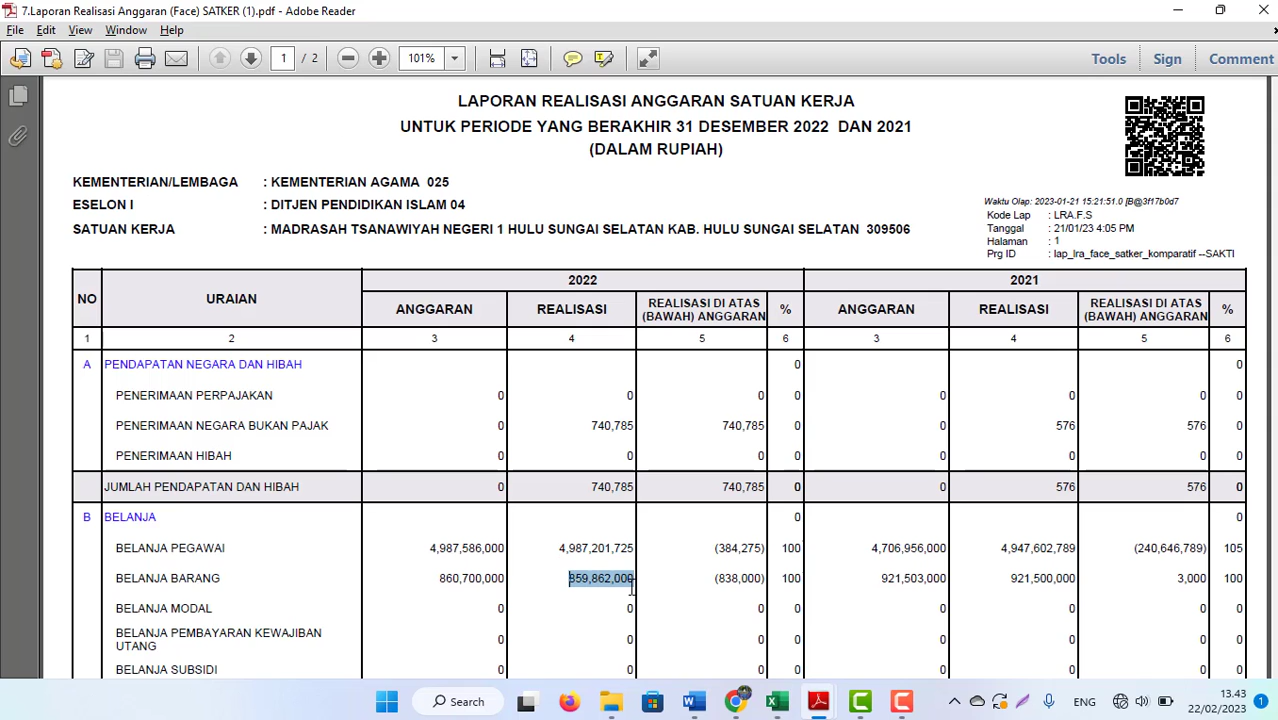 7.Laporan Realisasi Anggaran (Face) SATKER (1).pdf - Adobe Reader
File Edit View Window Help
1 / 2 101% Tools Sign Comment
LAPORAN REALISASI ANGGARAN SATUAN KERJA
UNTUK PERIODE YANG BERAKHIR 31 DESEMBER 2022 DAN 2021
(DALAM RUPIAH)
KEMENTERIAN/LEMBAGA : KEMENTERIAN AGAMA 025
ESELON I : DITJEN PENDIDIKAN ISLAM 04
SATUAN KERJA : MADRASAH TSANAWIYAH NEGERI 1 HULU SUNGAI SELATAN KAB. HULU SUNGAI SELATAN 309506
Waktu Olap: 2023-01-21 15:21:51.0 [B@3f17b0d7
Kode Lap : LRA.F.S
Tanggal : 21/01/23 4:05 PM
Halaman : 1
Prg ID : lap_lra_face_satker_komparatif --SAKTI
NO URAIAN 2022 2021
ANGGARAN REALISASI REALISASI DI ATAS (BAWAH) ANGGARAN % ANGGARAN REALISASI REALISASI DI ATAS (BAWAH) ANGGARAN %
1 2 3 4 5 6 3 4 5 6
A PENDAPATAN NEGARA DAN HIBAH 0 0
PENERIMAAN PERPAJAKAN 0 0 0 0 0 0 0 0
PENERIMAAN NEGARA BUKAN PAJAK 0 740,785 740,785 0 0 576 576 0
PENERIMAAN HIBAH 0 0 0 0 0 0 0 0
JUMLAH PENDAPATAN DAN HIBAH 0 740,785 740,785 0 0 576 576 0
B BELANJA 0 0
BELANJA PEGAWAI 4,987,586,000 4,987,201,725 (384,275) 100 4,706,956,000 4,947,602,789 (240,646,789) 105
BELANJA BARANG 860,700,000 859,862,000 (838,000) 100 921,503,000 921,500,000 3,000 100
BELANJA MODAL 0 0 0 0 0 0 0 0
BELANJA PEMBAYARAN KEWAJIBAN UTANG 0 0 0 0 0 0 0 0
BELANJA SUBSIDI 0 0 0 0 0 0 0 0
Search ENG 13.43
22/02/2023 1